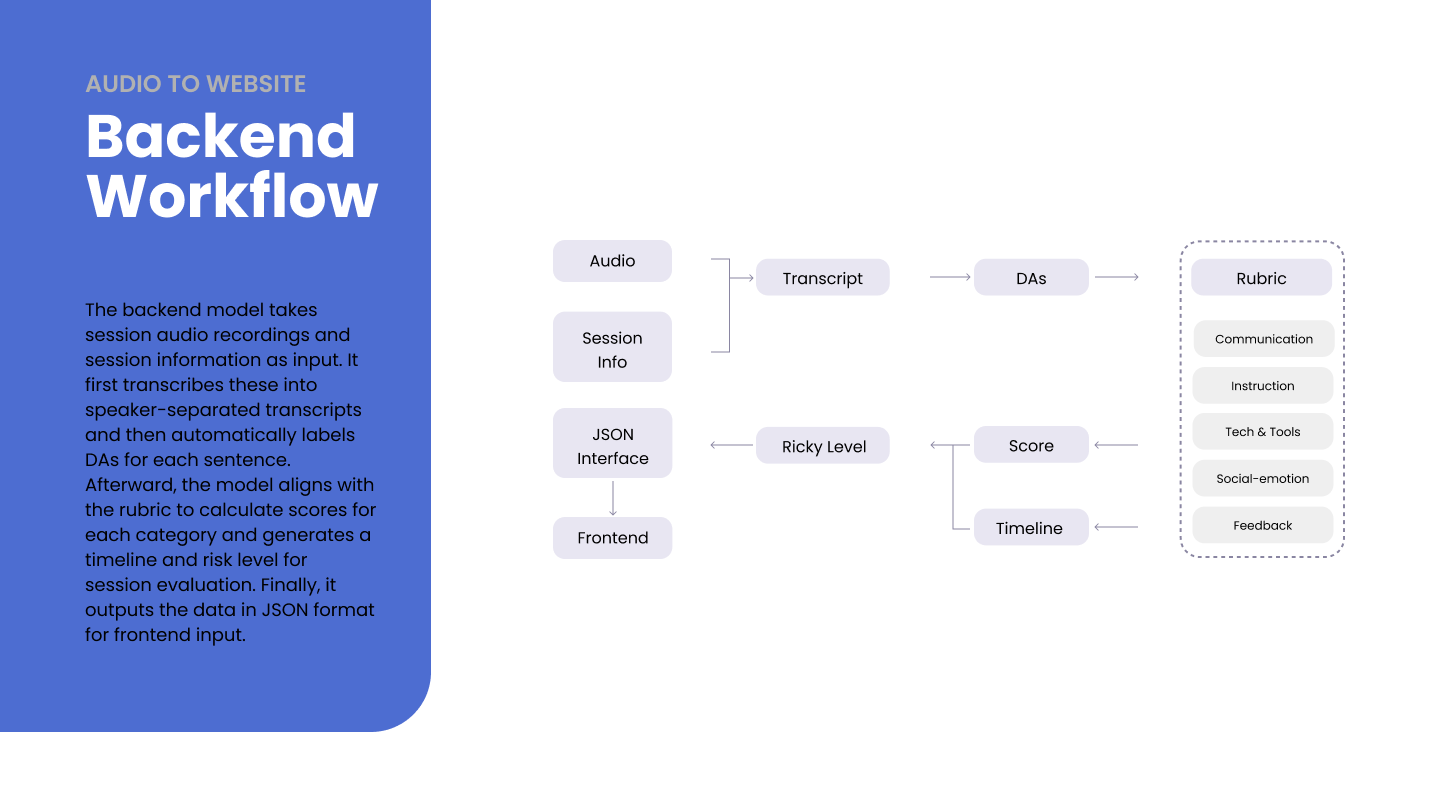 AUDIO TO WEBSITE
Backend
Workflow
The backend model takes
session audio recordings and
session information as input. It
first transcribes these into
speaker-separated transcripts
and then automatically labels
DAs for each sentence.
Afterward, the model aligns with
the rubric to calculate scores for
each category and generates a
timeline and risk level for
session evaluation. Finally, it
outputs the data in JSON format
for frontend input.
Audio
Session
Info
Transcript
DAs
Rubric
Communication
Instruction
Tech & Tools
Social-emotion
Feedback
Score
Timeline
Ricky Level
JSON
Interface
Frontend